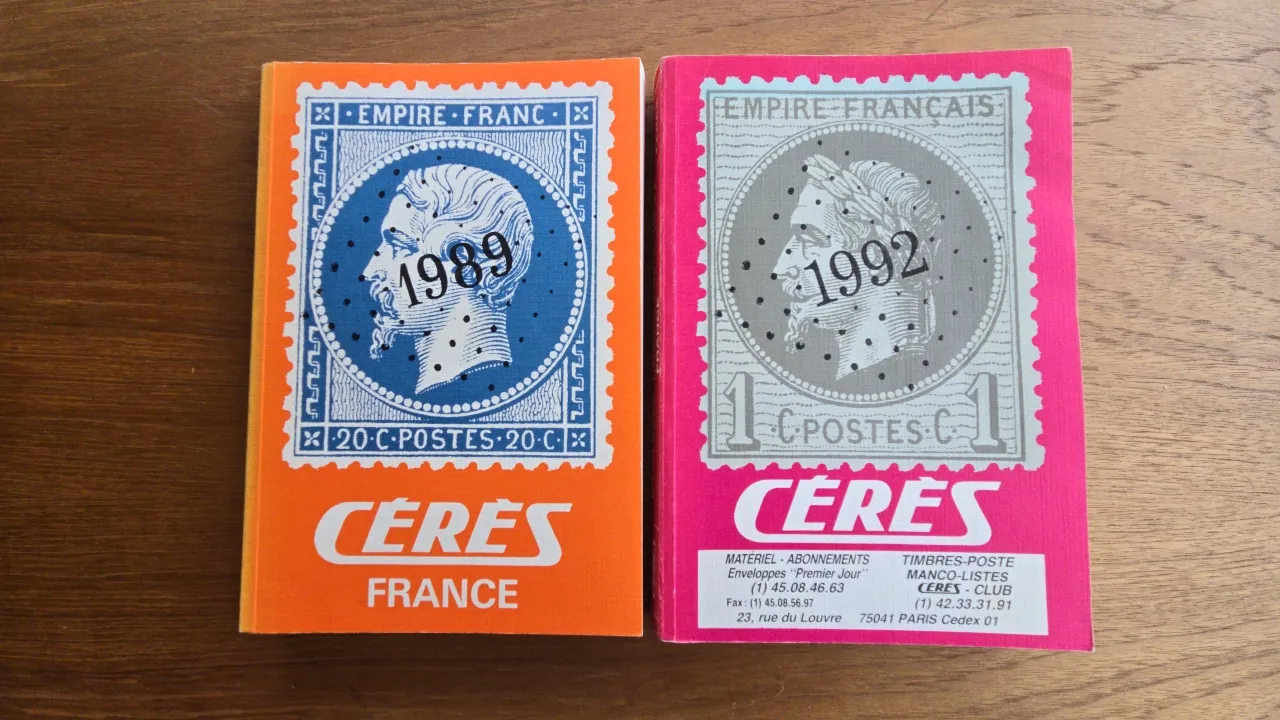 EMPIRE · FRANC ·
1989
· 20 · C · POSTES · 20 · C ·
CÉRÈS
FRANCE
EMPIRE · FRANÇAIS
1992
1 · C · POSTES · C · 1
CÉRÈS
MATÉRIEL - ABONNEMENTS
Enveloppes "Premier Jour"
(1) 45.08.46.63
Fax : (1) 45.08.56.97
TIMBRES-POSTE
MANCO-LISTES
CÉRÈS - CLUB
(1) 42.33.31.91
23, rue du Louvre 75041 PARIS Cedex 01